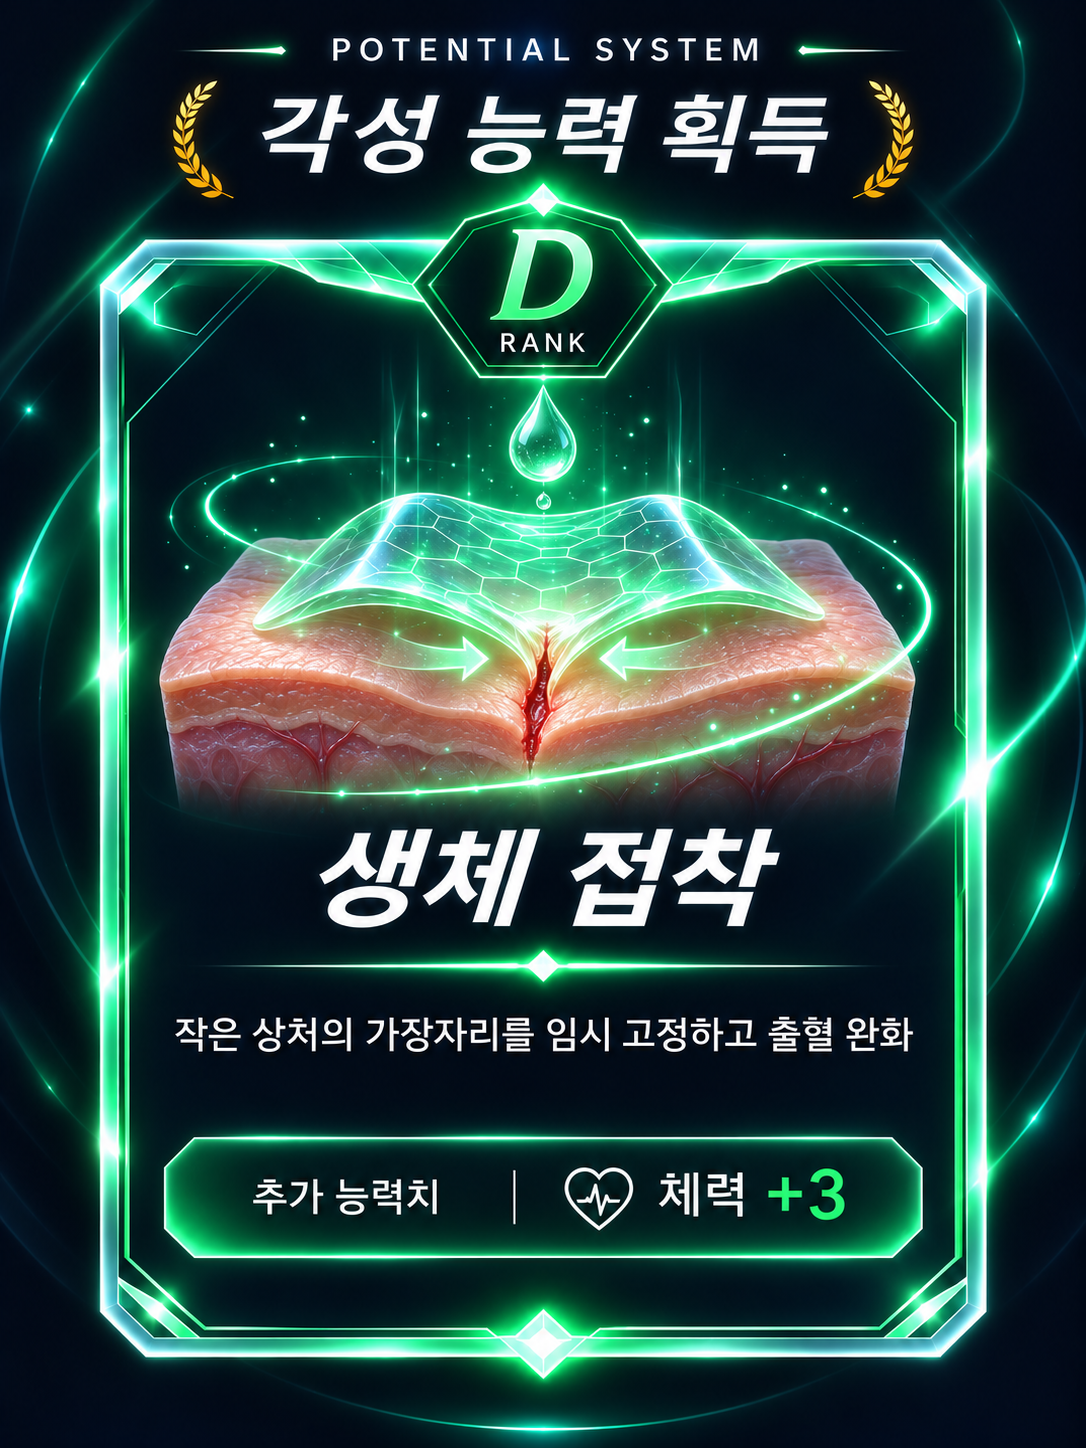 POTENTIAL SYSTEM
각성 능력 획득
D
RANK
생체 접착
작은 상처의 가장자리를 임시 고정하고 출혈 완화
추가 능력치 | 체력 +3